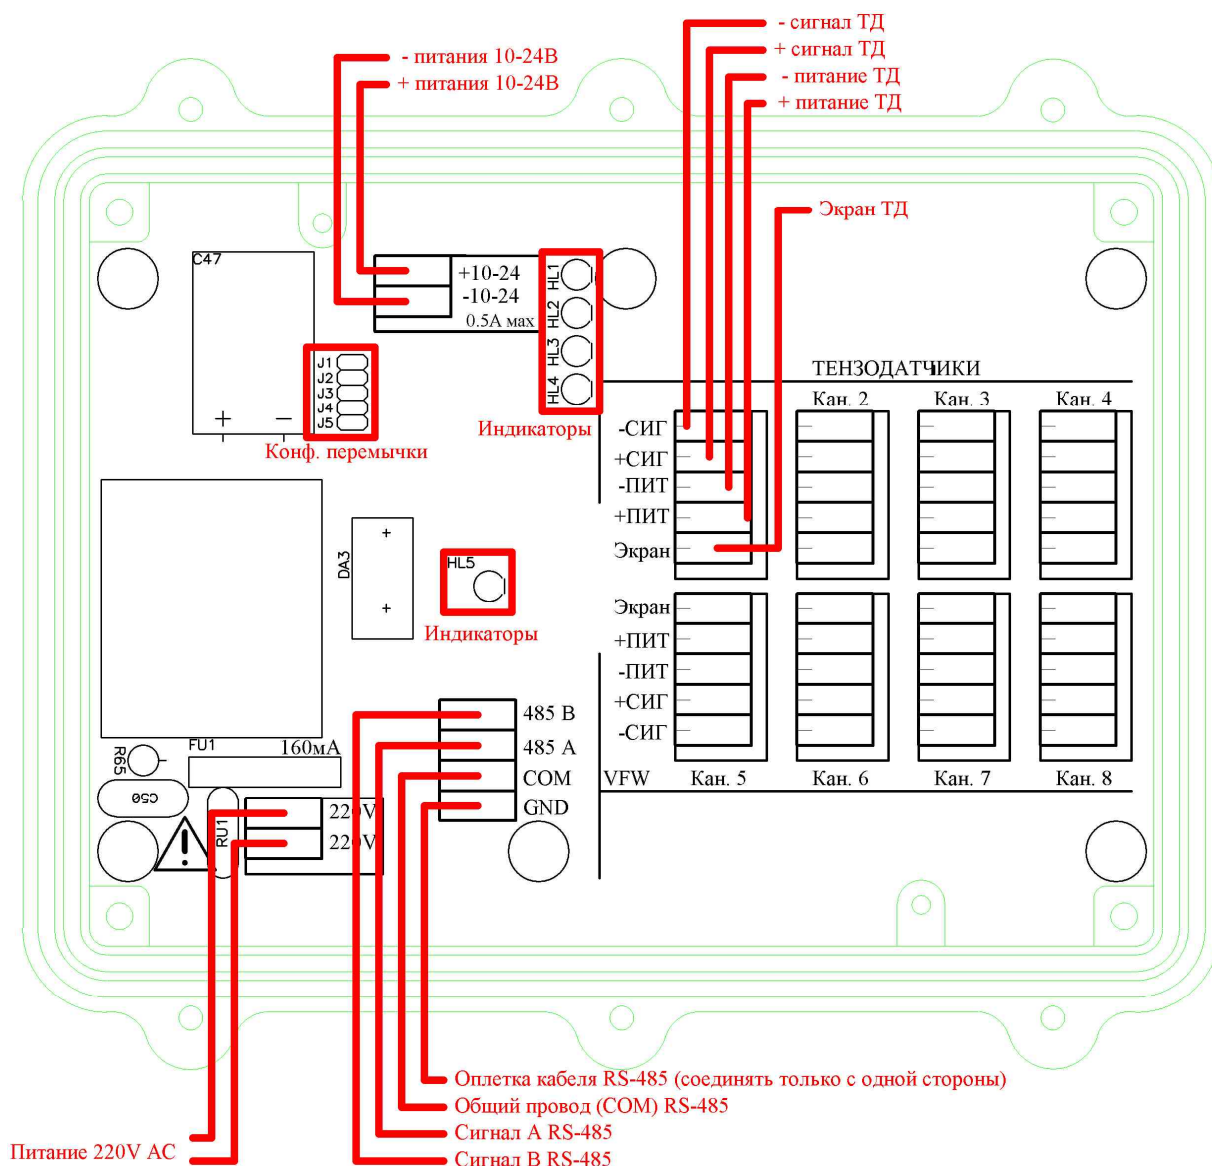 - сигнал ТД
+ сигнал ТД
- питание ТД
+ питание ТД
- питания 10-24В
+ питания 10-24В
Экран ТД
C47
+10-24
-10-24
0.5А мах
HL1
HL2
HL3
HL4
J1
J2
J3
J4
J5
+ −
Индикаторы
Конф. перемычки
ТЕНЗОДАТЧИКИ
Кан. 2 Кан. 3 Кан. 4
-СИГ
+СИГ
-ПИТ
+ПИТ
Экран
DA3
+
+
HL5
Индикаторы
Экран
+ПИТ
-ПИТ
+СИГ
-СИГ
485 B
485 A
COM
GND
VFW Кан. 5 Кан. 6 Кан. 7 Кан. 8
R65
FU1 160мА
C50
RU1
220V
220V
!
Оплетка кабеля RS-485 (соединять только с одной стороны)
Общий провод (COM) RS-485
Сигнал A RS-485
Сигнал B RS-485
Питание 220V AC